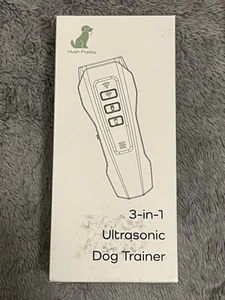 Hush Puppy
3-in-1
Ultrasonic
Dog Trainer